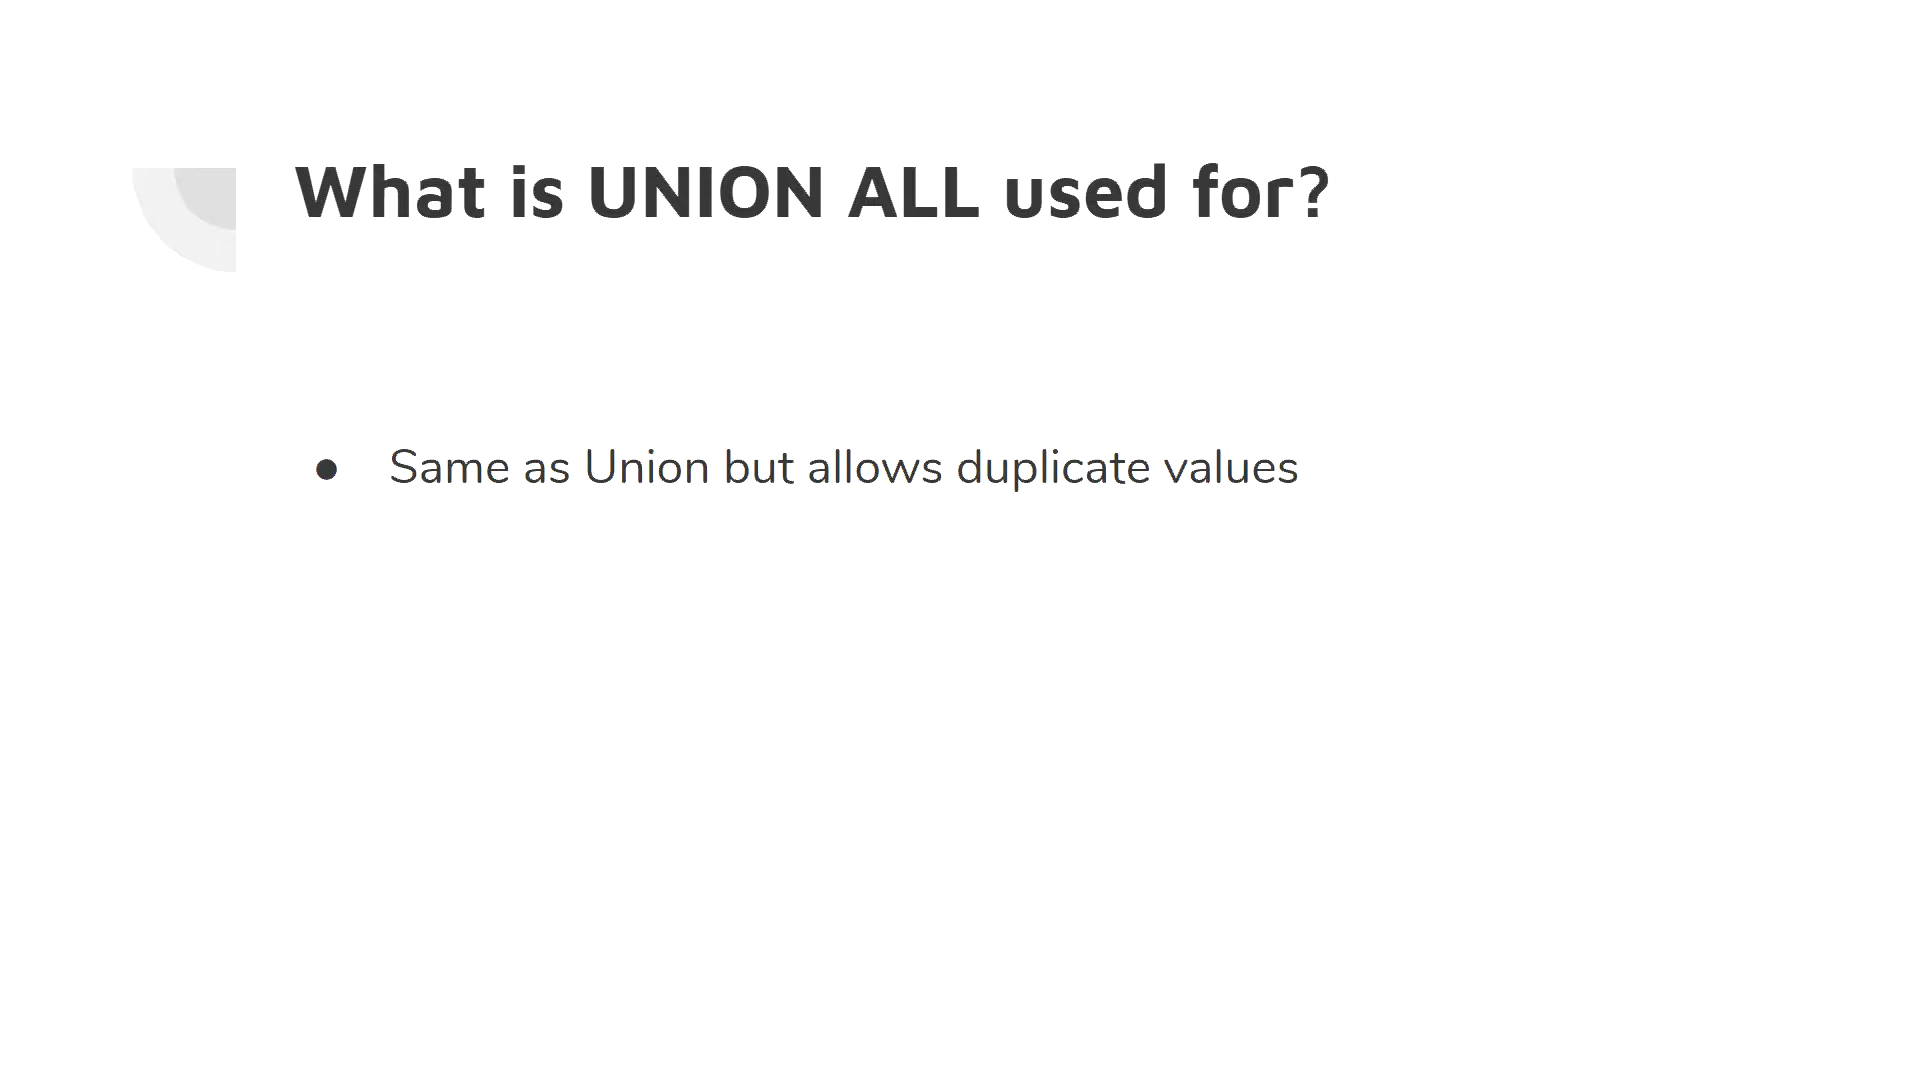 What is UNION ALL used for?
● Same as Union but allows duplicate values